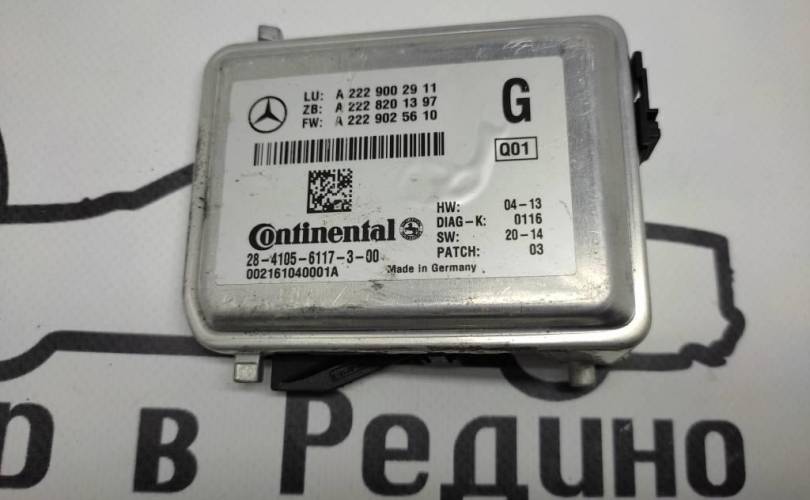 LU: A 222 900 29 11
ZB: A 222 820 13 97
FW: A 222 902 56 10
G
Q01
HW: 04-13
DIAG-K: 0116
SW: 20-14
PATCH: 03
Continental
28-4105-6117-3-00
002161040001A
Made in Germany
р в Редино